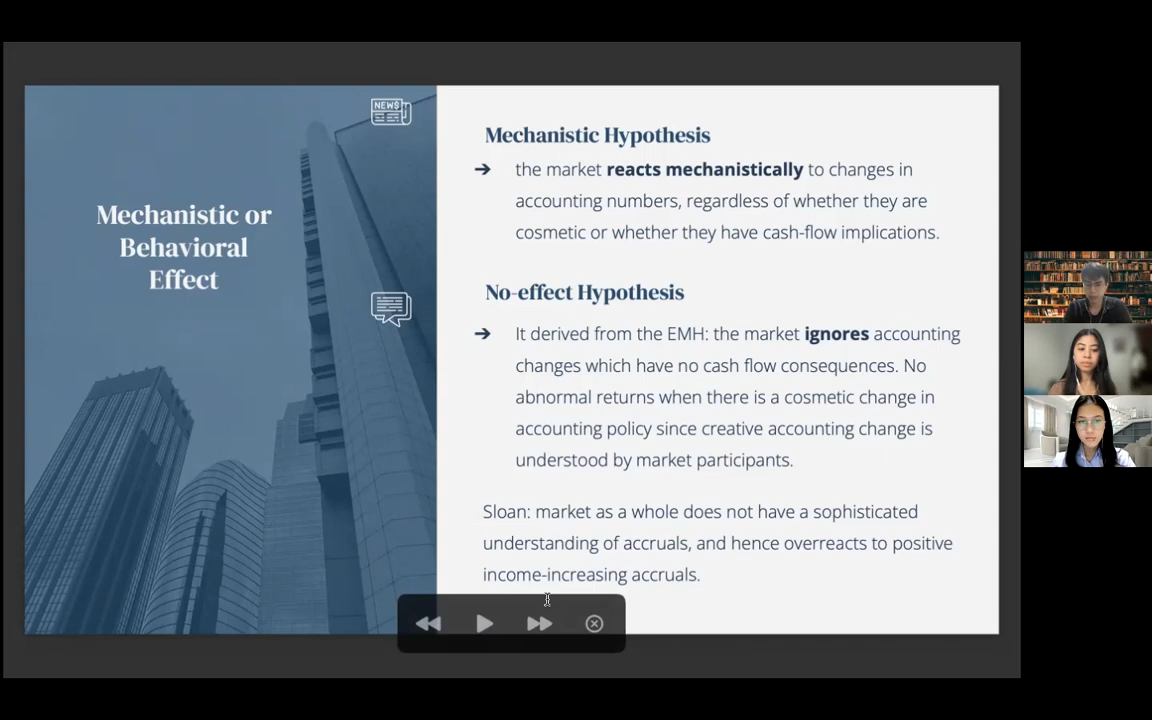 NEWS
Mechanistic or
Behavioral
Effect
Mechanistic Hypothesis
➔ the market reacts mechanistically to changes in
accounting numbers, regardless of whether they are
cosmetic or whether they have cash-flow implications.
No-effect Hypothesis
➔ It derived from the EMH: the market ignores accounting
changes which have no cash flow consequences. No
abnormal returns when there is a cosmetic change in
accounting policy since creative accounting change is
understood by market participants.
Sloan: market as a whole does not have a sophisticated
understanding of accruals, and hence overreacts to positive
income-increasing accruals.